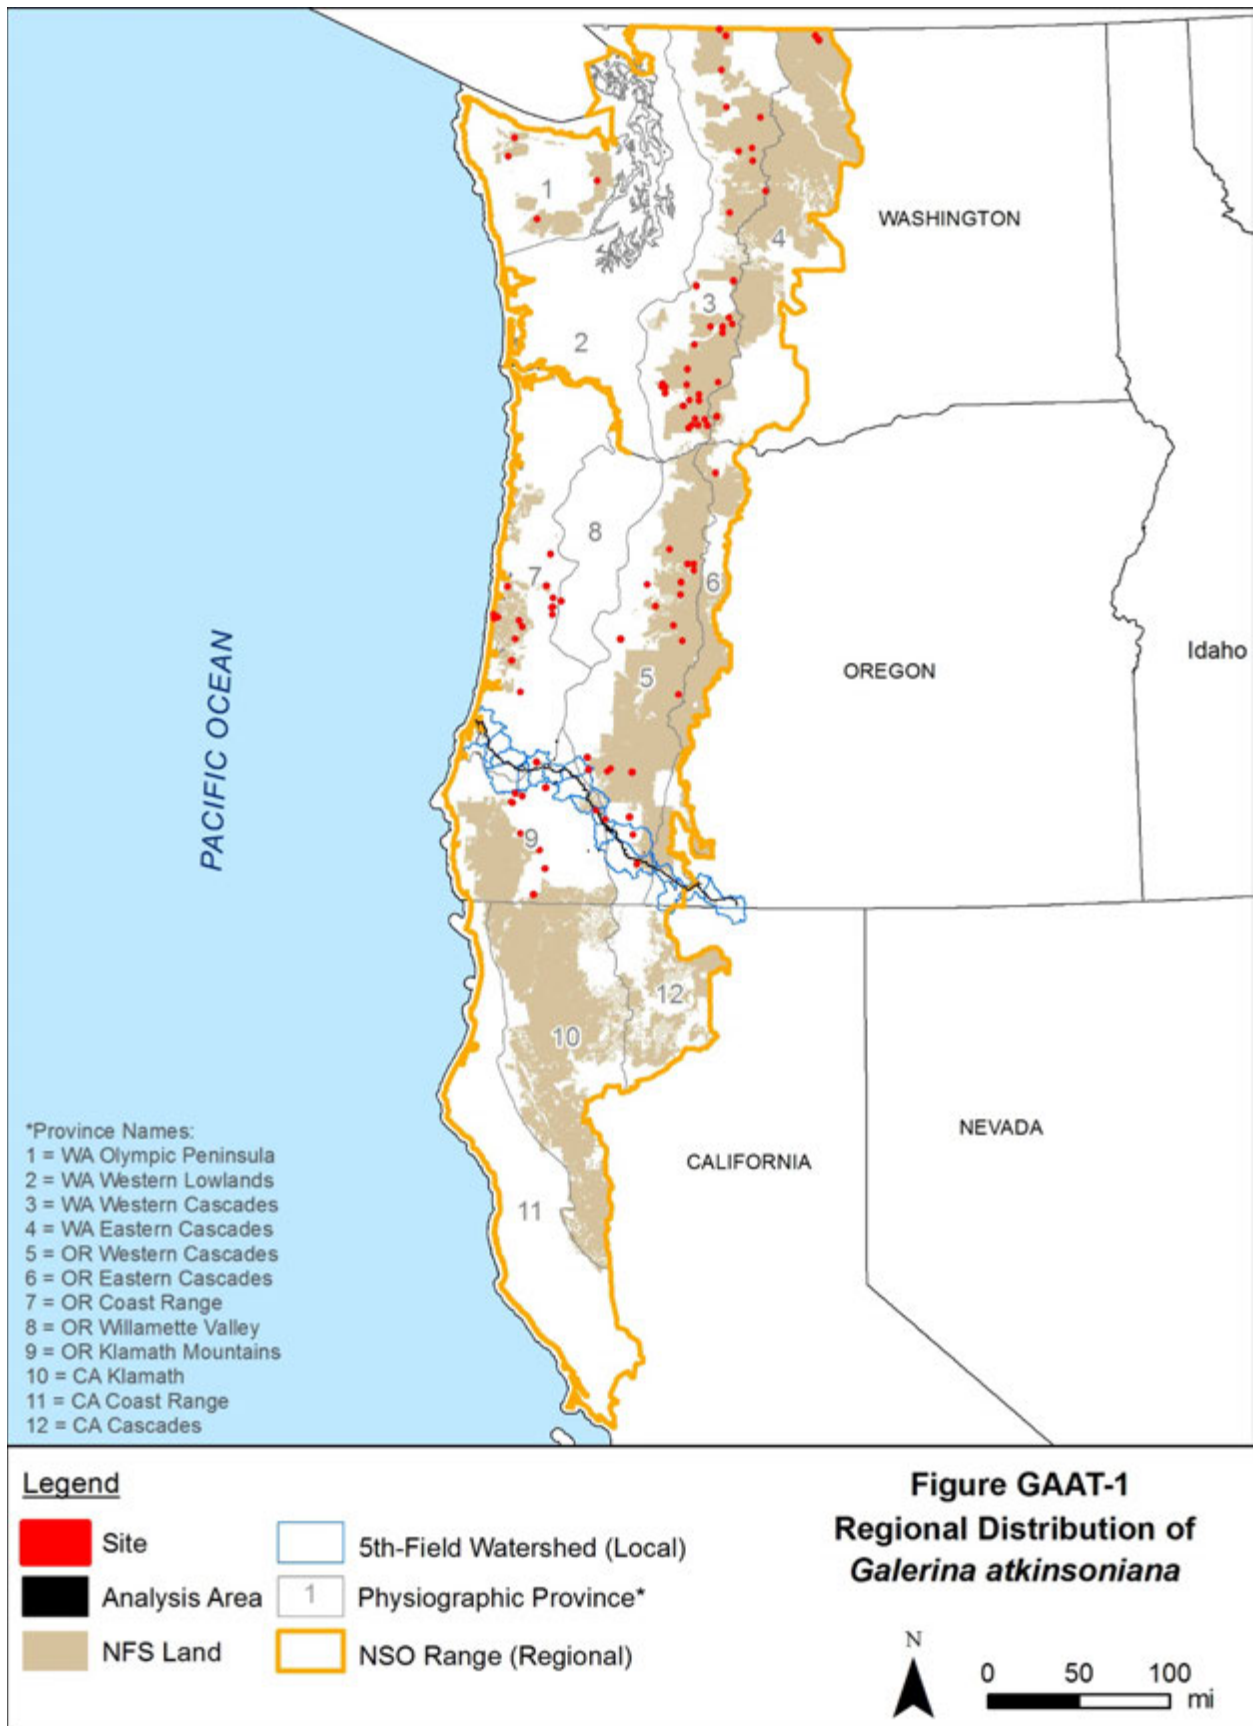 1
2
3
4
WASHINGTON
PACIFIC OCEAN
5
6
7
8
OREGON
Idaho
9
10
11
12
CALIFORNIA
NEVADA
*Province Names:
1 = WA Olympic Peninsula
2 = WA Western Lowlands
3 = WA Western Cascades
4 = WA Eastern Cascades
5 = OR Western Cascades
6 = OR Eastern Cascades
7 = OR Coast Range
8 = OR Willamette Valley
9 = OR Klamath Mountains
10 = CA Klamath
11 = CA Coast Range
12 = CA Cascades
Legend
Site
Analysis Area
NFS Land
5th-Field Watershed (Local)
1
Physiographic Province*
NSO Range (Regional)
Figure GAAT-1
Regional Distribution of
Galerina atkinsoniana
N
0 50 100
mi